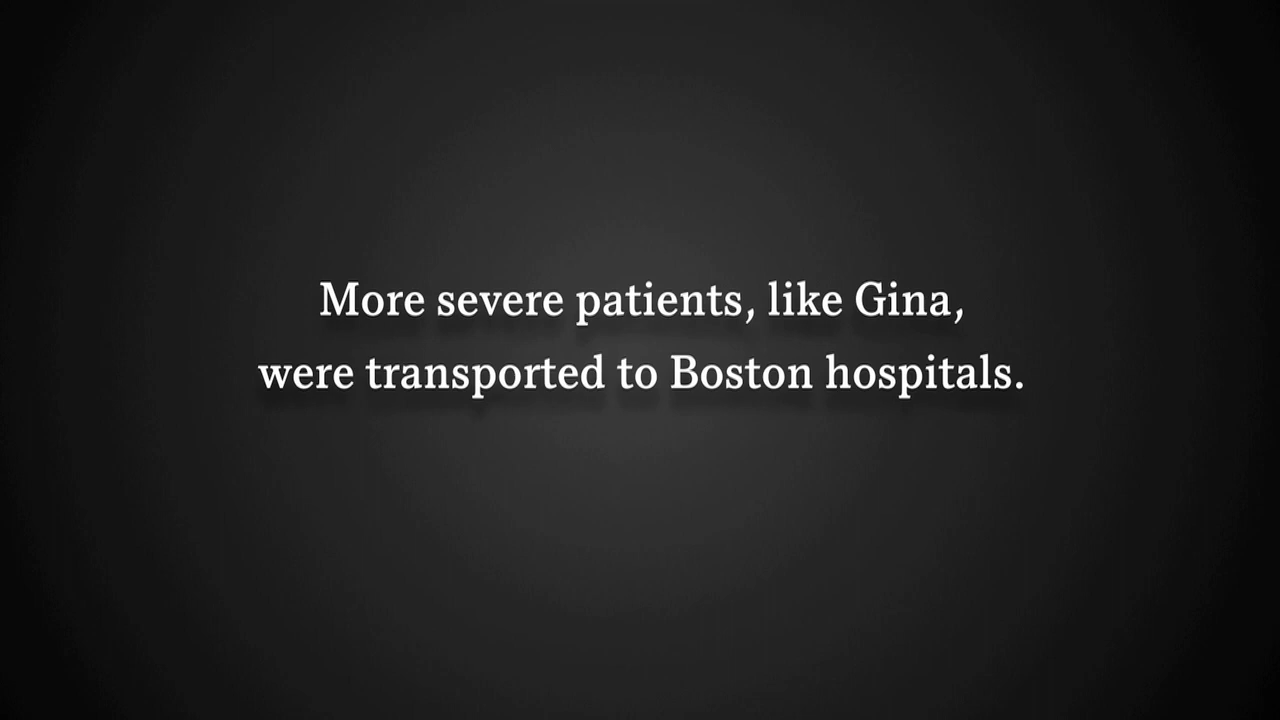 More severe patients, like Gina,
were transported to Boston hospitals.